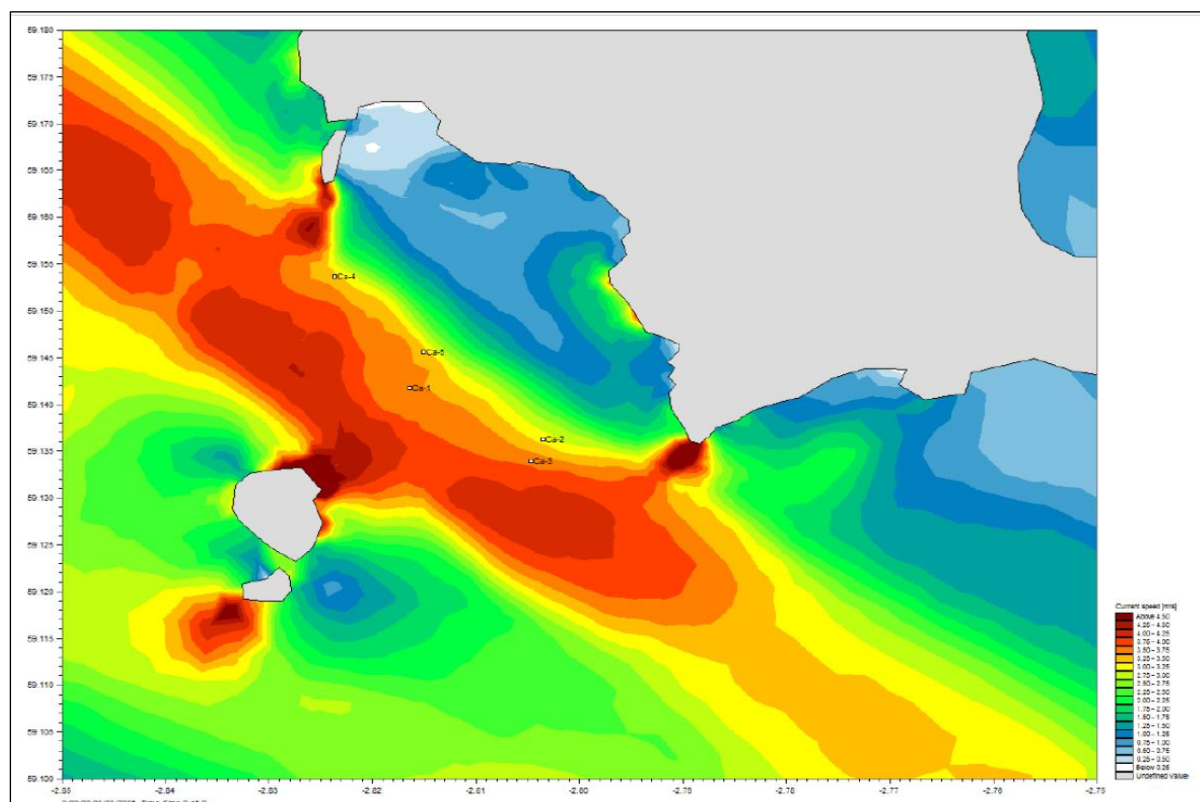 59.180
59.175
59.170
59.165
59.160
59.155
59.150
59.145
59.140
59.135
59.130
59.125
59.120
59.115
59.110
59.105
59.100
Ca-4
Ca-5
Ca-1
Ca-2
Ca-3
-2.85 -2.84 -2.83 -2.82 -2.81 -2.80 -2.79 -2.78 -2.77 -2.76 -2.75
Current speed [m/s]
Above 4.50
4.25 - 4.50
4.00 - 4.25
3.75 - 4.00
3.50 - 3.75
3.25 - 3.50
3.00 - 3.25
2.75 - 3.00
2.50 - 2.75
2.25 - 2.50
2.00 - 2.25
1.75 - 2.00
1.50 - 1.75
1.25 - 1.50
1.00 - 1.25
0.75 - 1.00
0.50 - 0.75
0.25 - 0.50
Below 0.25
Undefined Value